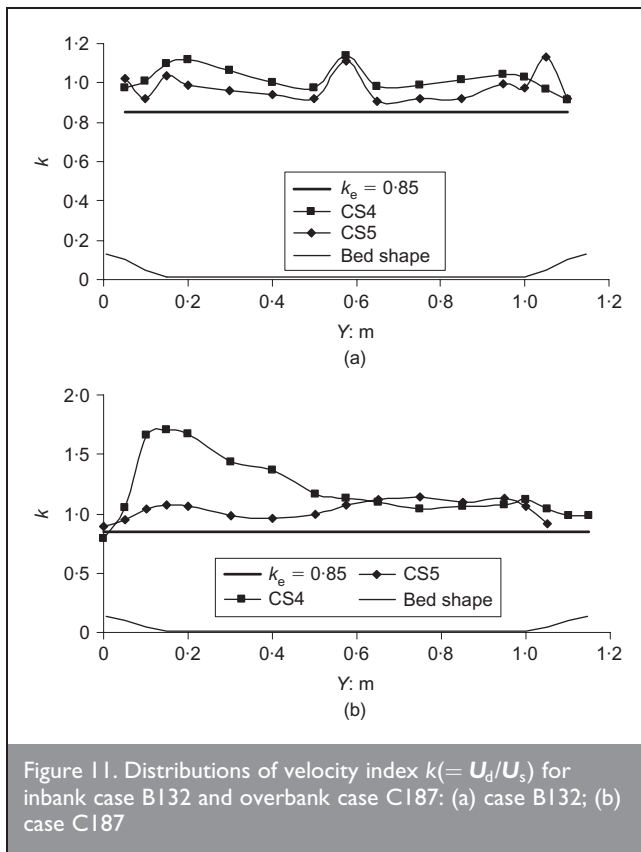 1·2
1·0
0·8
0·6
0·4
0·2
0
k
kₑ = 0·85
CS4
CS5
Bed shape
0 0·2 0·4 0·6 0·8 1·0 1·2
Y: m
(a)
2·0
1·5
1·0
0·5
0
k
kₑ = 0·85 CS5
CS4 Bed shape
0 0·2 0·4 0·6 0·8 1·0 1·2
Y: m
(b)
Figure 11. Distributions of velocity index k(= U_d/U_s) for
inbank case B132 and overbank case C187: (a) case B132; (b)
case C187